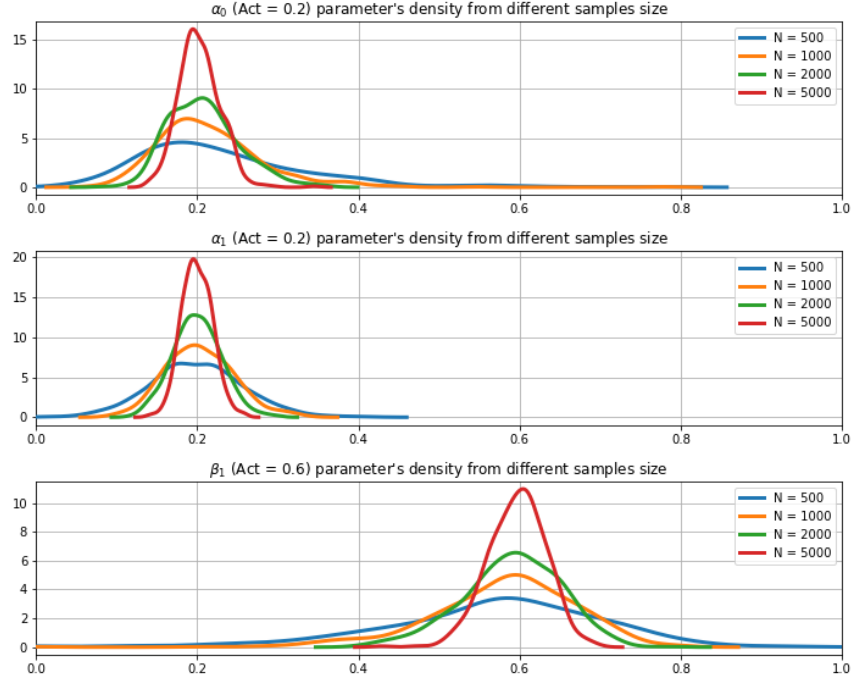 α₀ (Act = 0.2) parameter's density from different samples size
N = 500
N = 1000
N = 2000
N = 5000
15
10
5
0
0.0 0.2 0.4 0.6 0.8 1.0
α₁ (Act = 0.2) parameter's density from different samples size
N = 500
N = 1000
N = 2000
N = 5000
20
15
10
5
0
0.0 0.2 0.4 0.6 0.8 1.0
β₁ (Act = 0.6) parameter's density from different samples size
N = 500
N = 1000
N = 2000
N = 5000
10
8
6
4
2
0
0.0 0.2 0.4 0.6 0.8 1.0